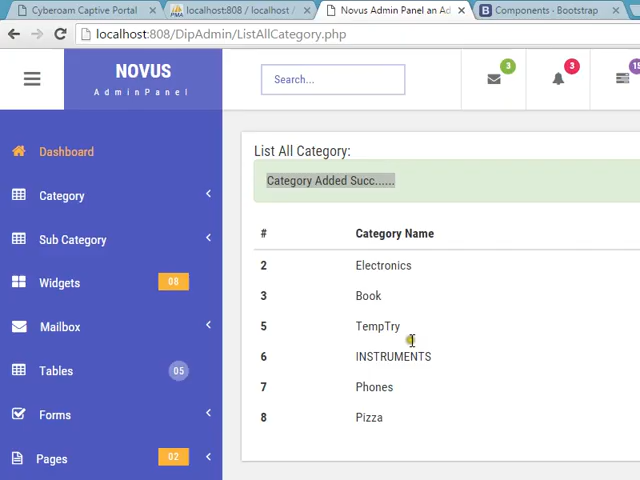 Cyberoam Captive Portal
localhost:808 / localhost /
Novus Admin Panel an Ad
Components · Bootstrap
localhost:808/DipAdmin/ListAllCategory.php
NOVUS
AdminPanel
Search...
3
3
15
Dashboard
Category
Sub Category
Widgets
08
Mailbox
Tables
05
Forms
Pages
02
List All Category:
Category Added Succ......
# Category Name
2 Electronics
3 Book
5 TempTry
6 INSTRUMENTS
7 Phones
8 Pizza